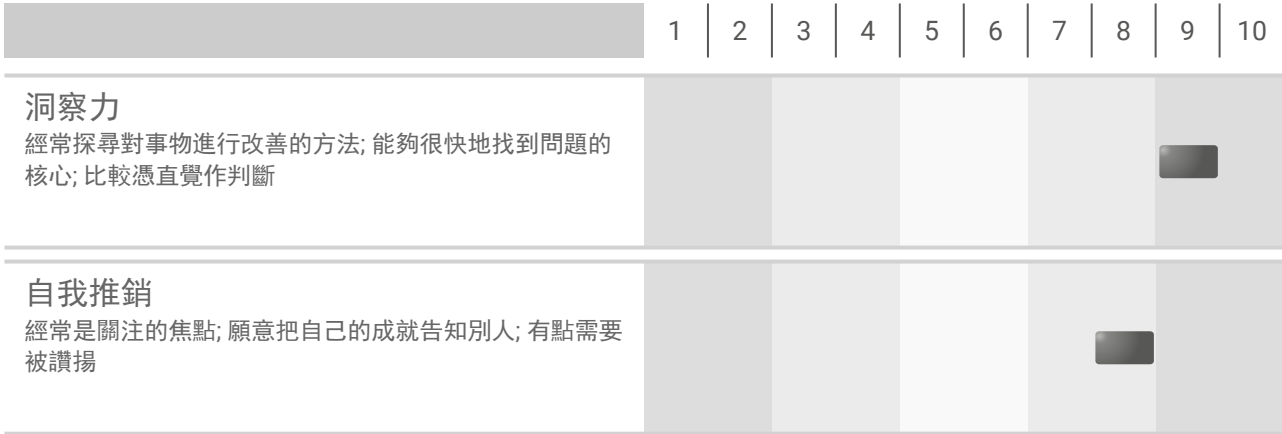 1 2 3 4 5 6 7 8 9 10
洞察力
經常探尋對事物進行改善的方法; 能夠很快地找到問題的
核心; 比較憑直覺作判斷
自我推銷
經常是關注的焦點; 願意把自己的成就告知別人; 有點需要
被讚揚